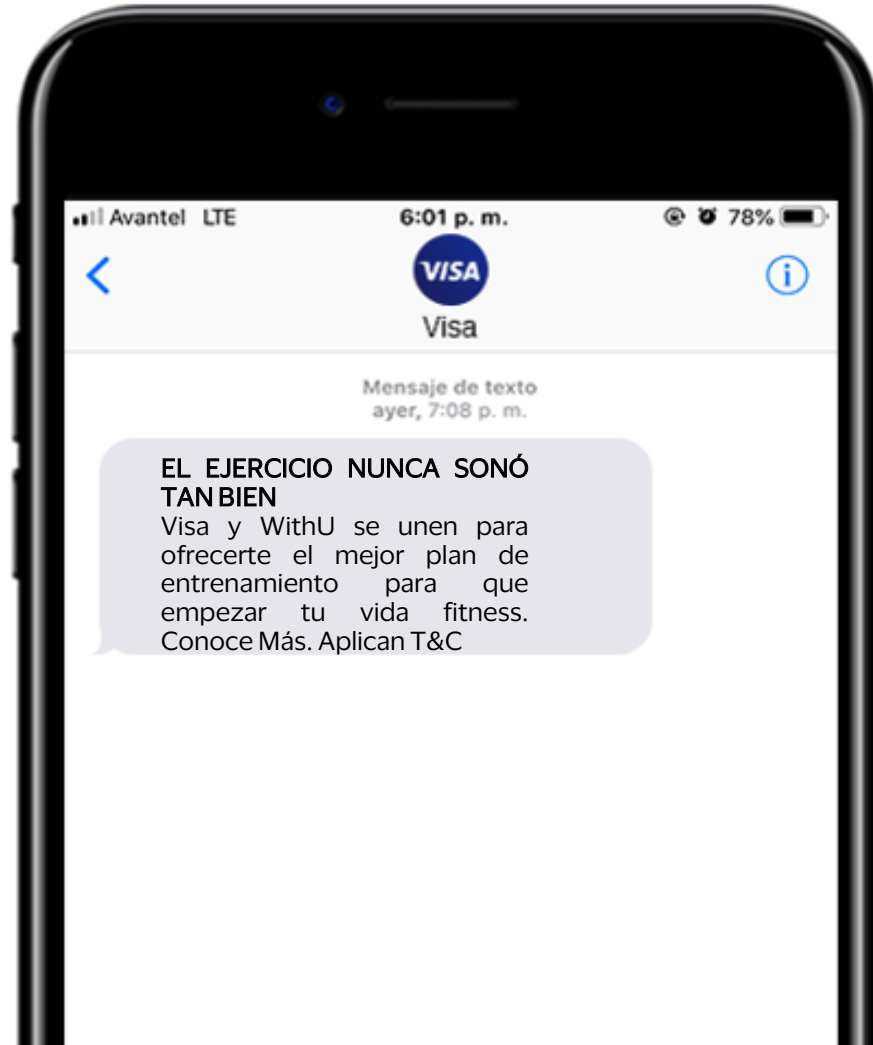 Avantel LTE 6:01 p. m. 78%
VISA
Visa
Mensaje de texto
ayer, 7:08 p. m.
EL EJERCICIO NUNCA SONÓ
TAN BIEN
Visa y WithU se unen para
ofrecerte el mejor plan de
entrenamiento para que
empezar tu vida fitness.
Conoce Más. Aplican T&C